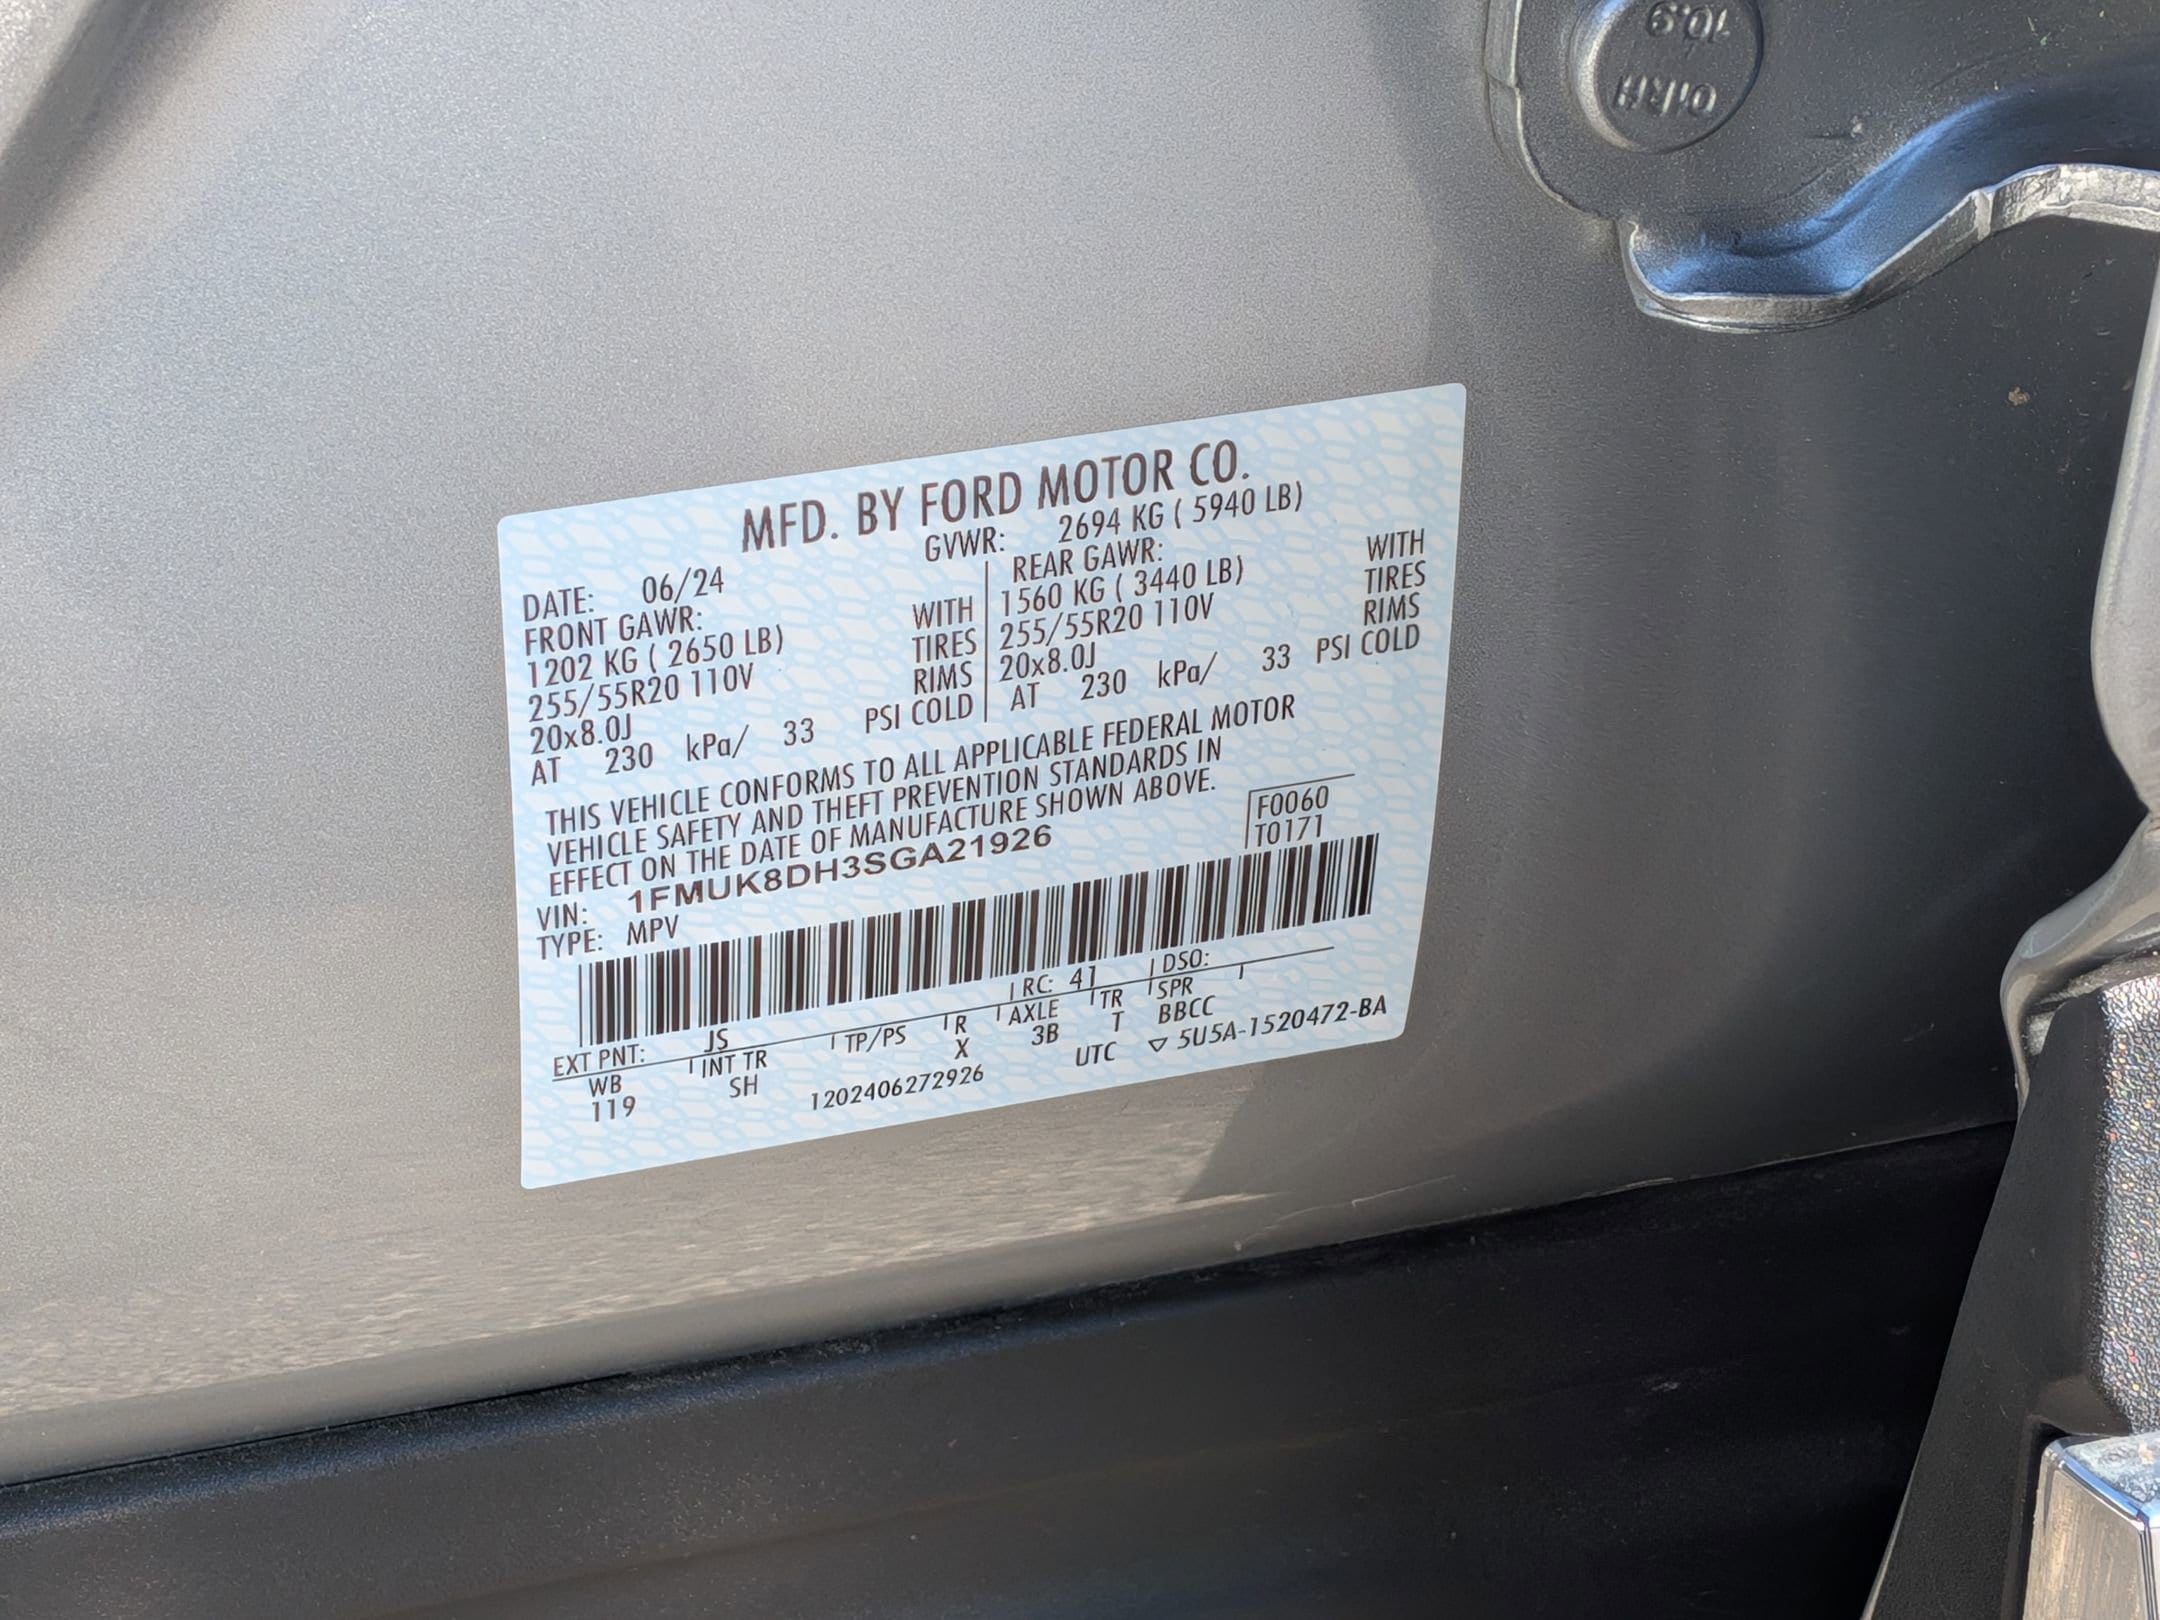 10.9
MFD. BY FORD MOTOR CO.
DATE: 06/24 GVWR: 2694 KG ( 5940 LB)
FRONT GAWR: REAR GAWR:
1202 KG ( 2650 LB) WITH 1560 KG ( 3440 LB) WITH
255/55R20 110V TIRES 255/55R20 110V TIRES
20x8.0J RIMS 20x8.0J RIMS
AT 230 kPa/ 33 PSI COLD AT 230 kPa/ 33 PSI COLD
THIS VEHICLE CONFORMS TO ALL APPLICABLE FEDERAL MOTOR
VEHICLE SAFETY AND THEFT PREVENTION STANDARDS IN
EFFECT ON THE DATE OF MANUFACTURE SHOWN ABOVE.
F0060
T0171
VIN: 1FMUK8DH3SGA21926
TYPE: MPV
EXT PNT: JS RC: 41 DSO:
WB INT TR TP/PS R AXLE TR SPR
119 SH X 3B T BBCC
1202406272926 UTC ▽ 5U5A-1520472-BA